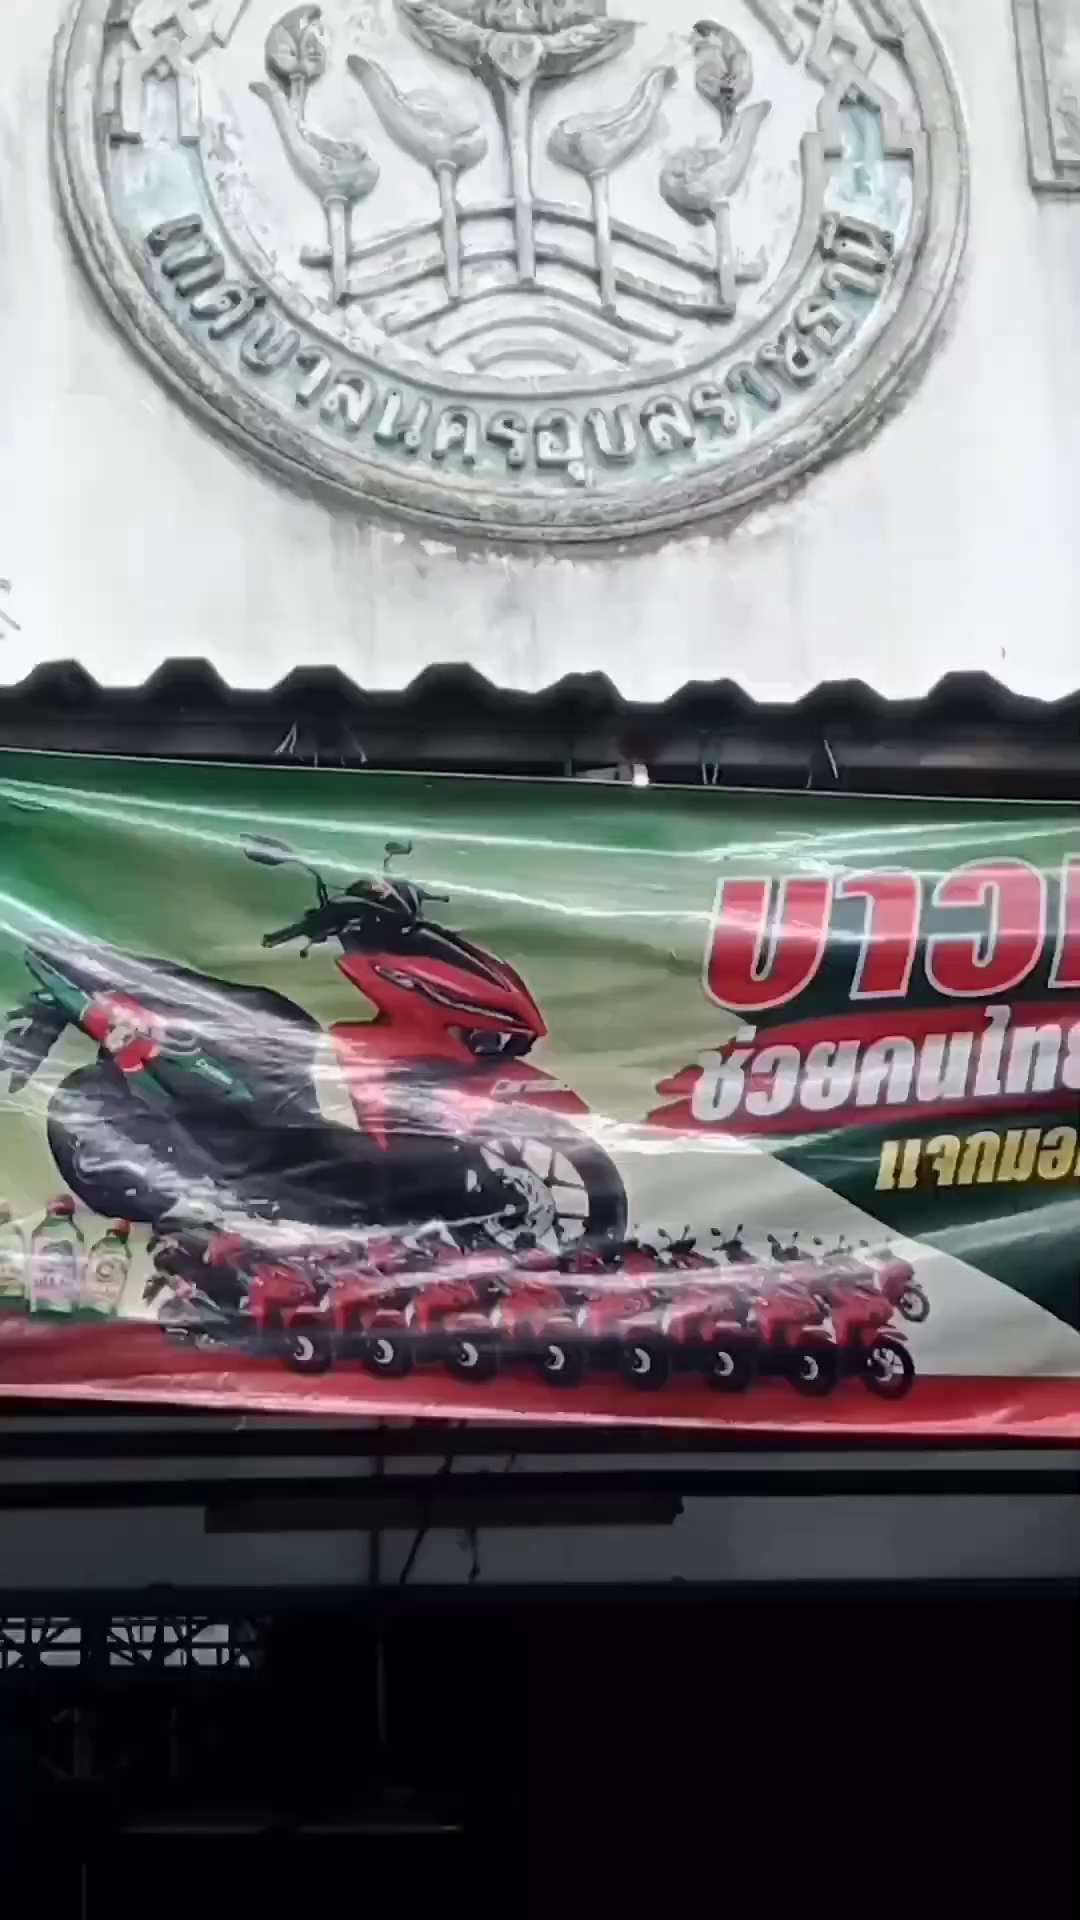 เทศบาลนครอุบลราชธานี
บาว
ช่วยคนไทย
แจกมอ